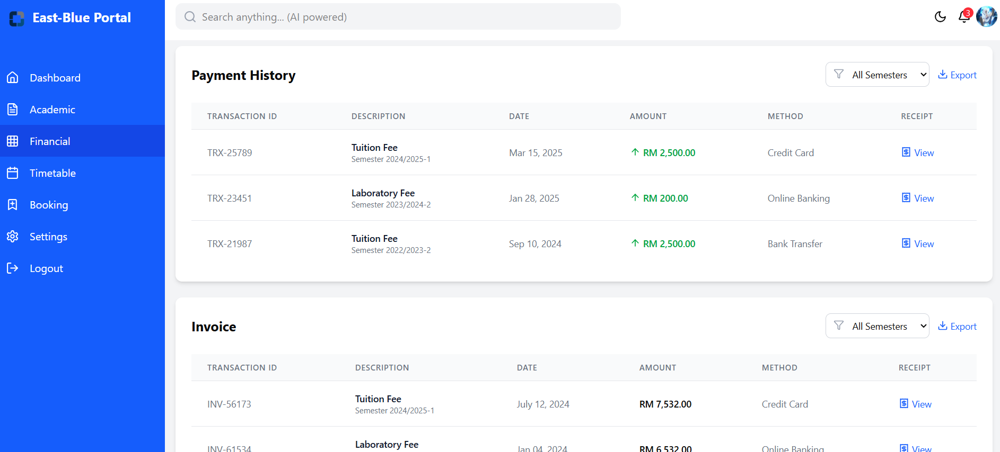 East-Blue Portal
Search anything... (AI powered)
3
Dashboard
Academic
Financial
Timetable
Booking
Settings
Logout
Payment History
All Semesters
Export
TRANSACTION ID DESCRIPTION DATE AMOUNT METHOD RECEIPT
TRX-25789 Tuition Fee Mar 15, 2025 RM 2,500.00 Credit Card View
Semester 2024/2025-1
TRX-23451 Laboratory Fee Jan 28, 2025 RM 200.00 Online Banking View
Semester 2023/2024-2
TRX-21987 Tuition Fee Sep 10, 2024 RM 2,500.00 Bank Transfer View
Semester 2022/2023-2
Invoice
All Semesters
Export
TRANSACTION ID DESCRIPTION DATE AMOUNT METHOD RECEIPT
INV-56173 Tuition Fee July 12, 2024 RM 7,532.00 Credit Card View
Semester 2024/2025-1
INV-61534 Laboratory Fee Jan 04, 2024 RM 6,532.00 Online Banking View